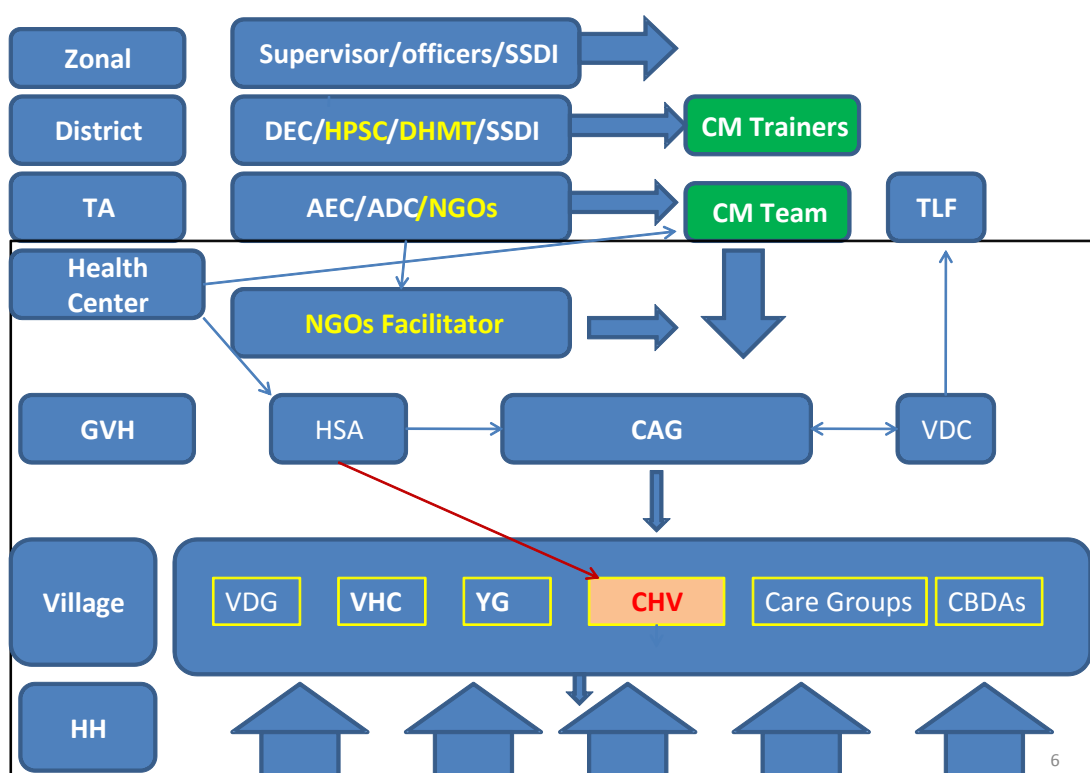 Zonal
Supervisor/officers/SSDI
District
DEC/HPSC/DHMT/SSDI
CM Trainers
TA
AEC/ADC/NGOs
CM Team
TLF
Health
Center
NGOs Facilitator
GVH
HSA
CAG
VDC
Village
VDG
VHC
YG
CHV
Care Groups
CBDAs
HH
6